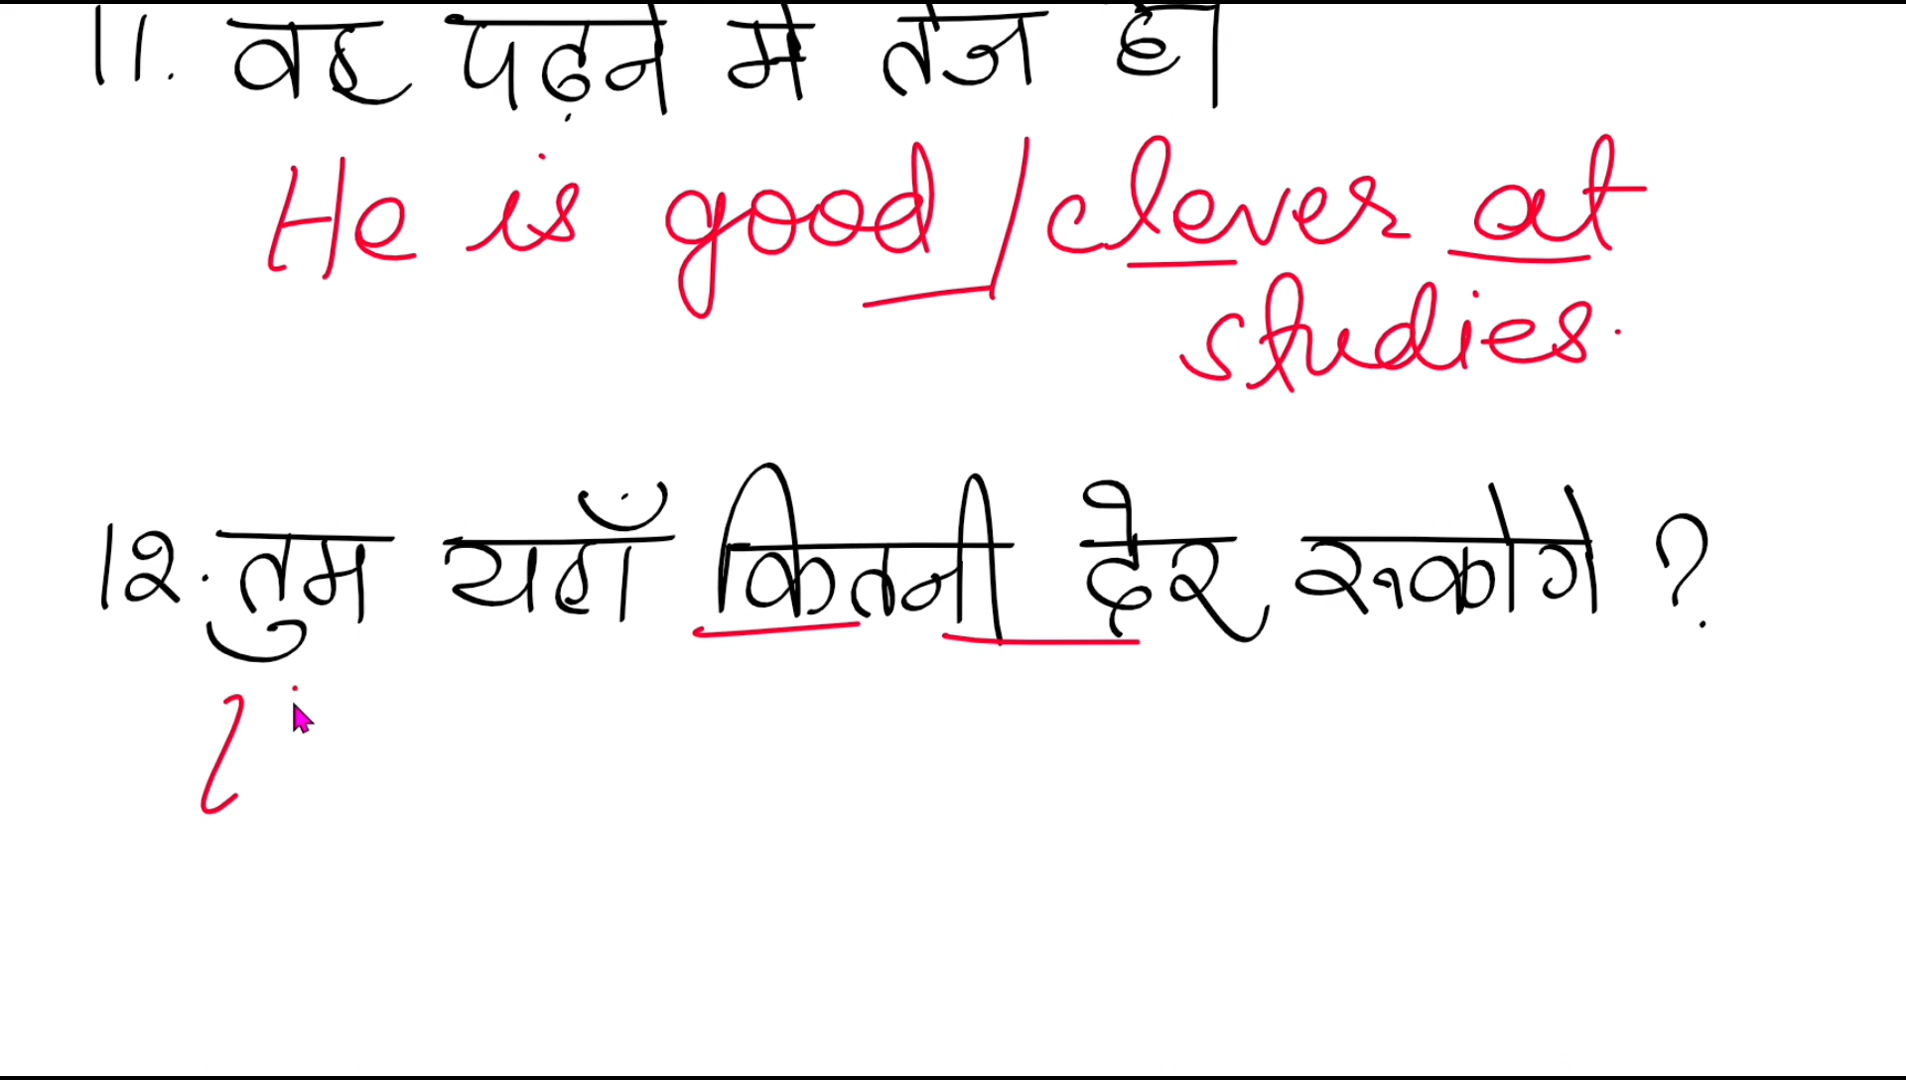 11. वह पढ़ने में तेज है।
He is good / clever at
studies.
12. तुम यहाँ कितनी देर रूकोगे ?